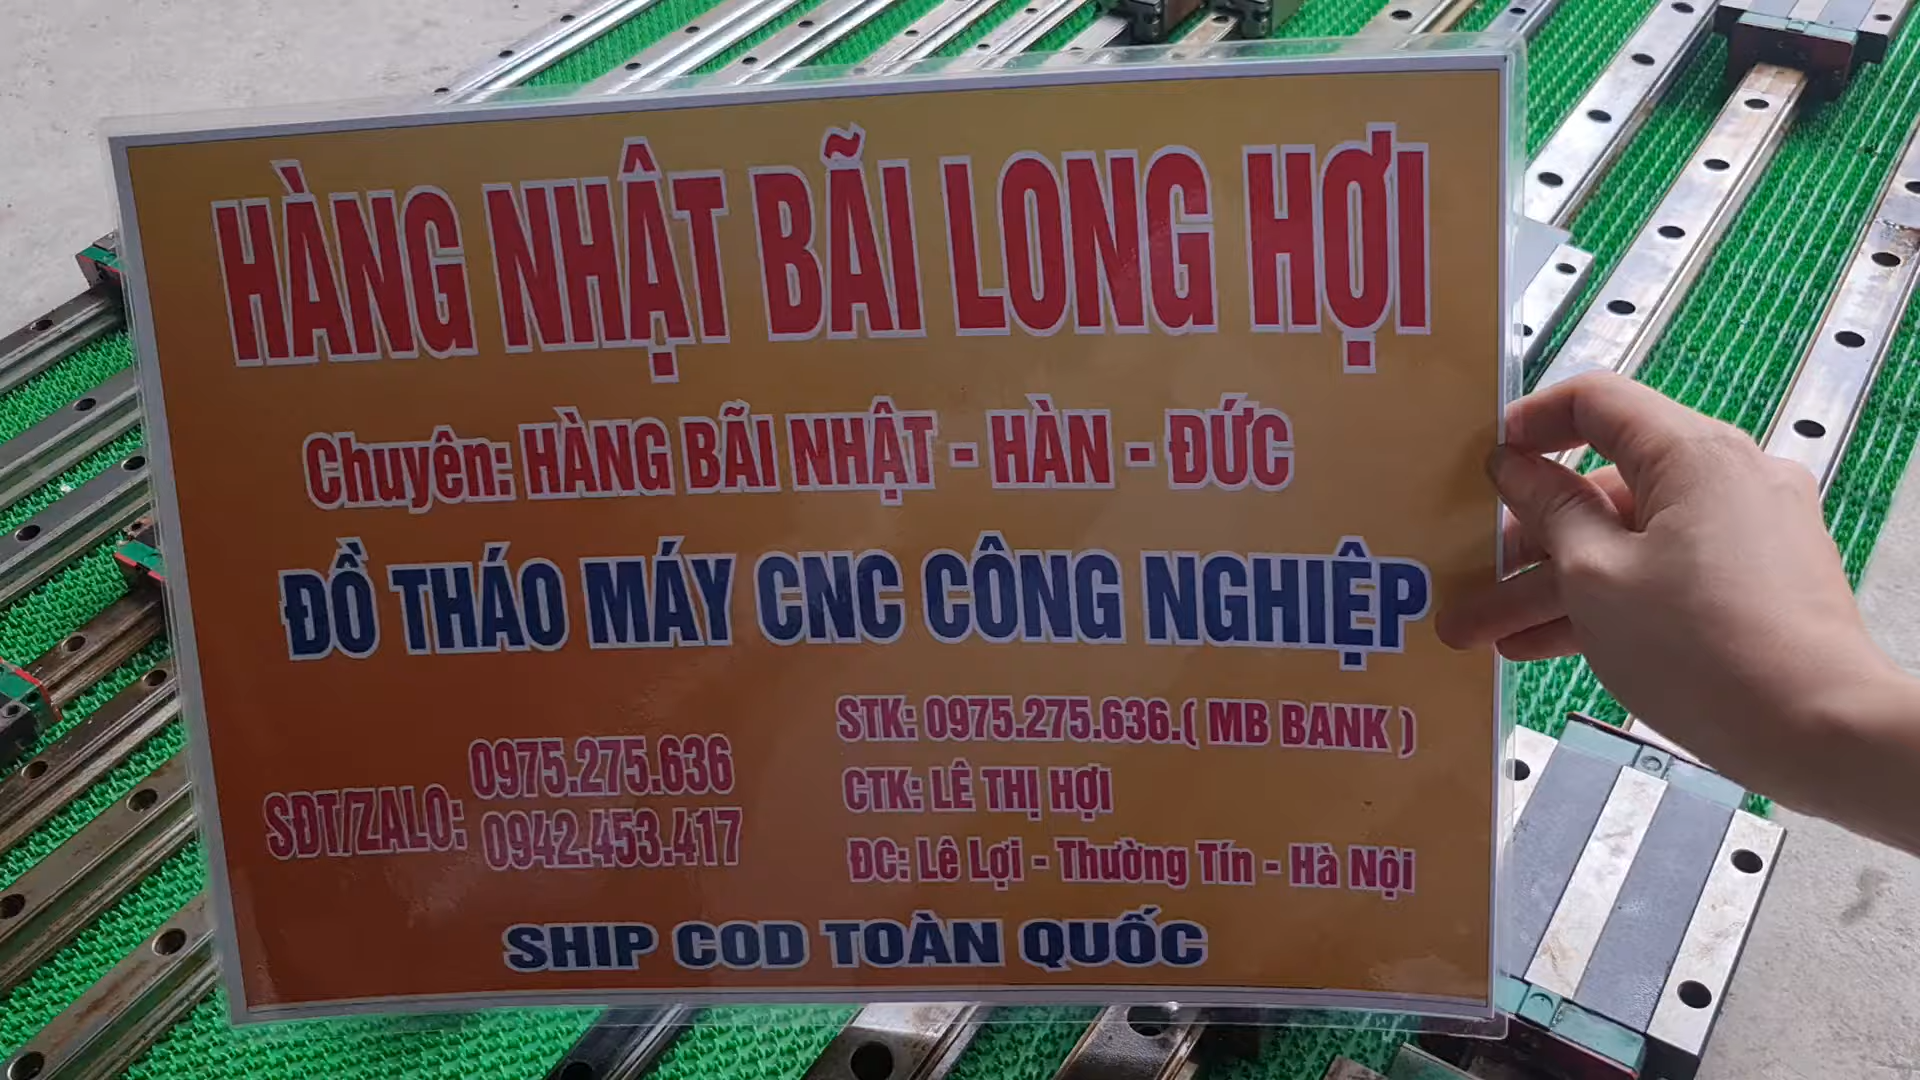 HÀNG NHẬT BÃI LONG HỢI
Chuyên: HÀNG BÃI NHẬT - HÀN - ĐỨC
ĐỒ THÁO MÁY CNC CÔNG NGHIỆP
SĐT/ZALO: 0975.275.636
0942.453.417
STK: 0975.275.636.( MB BANK )
CTK: LÊ THỊ HỢI
ĐC: Lê Lợi - Thường Tín - Hà Nội
SHIP COD TOÀN QUỐC